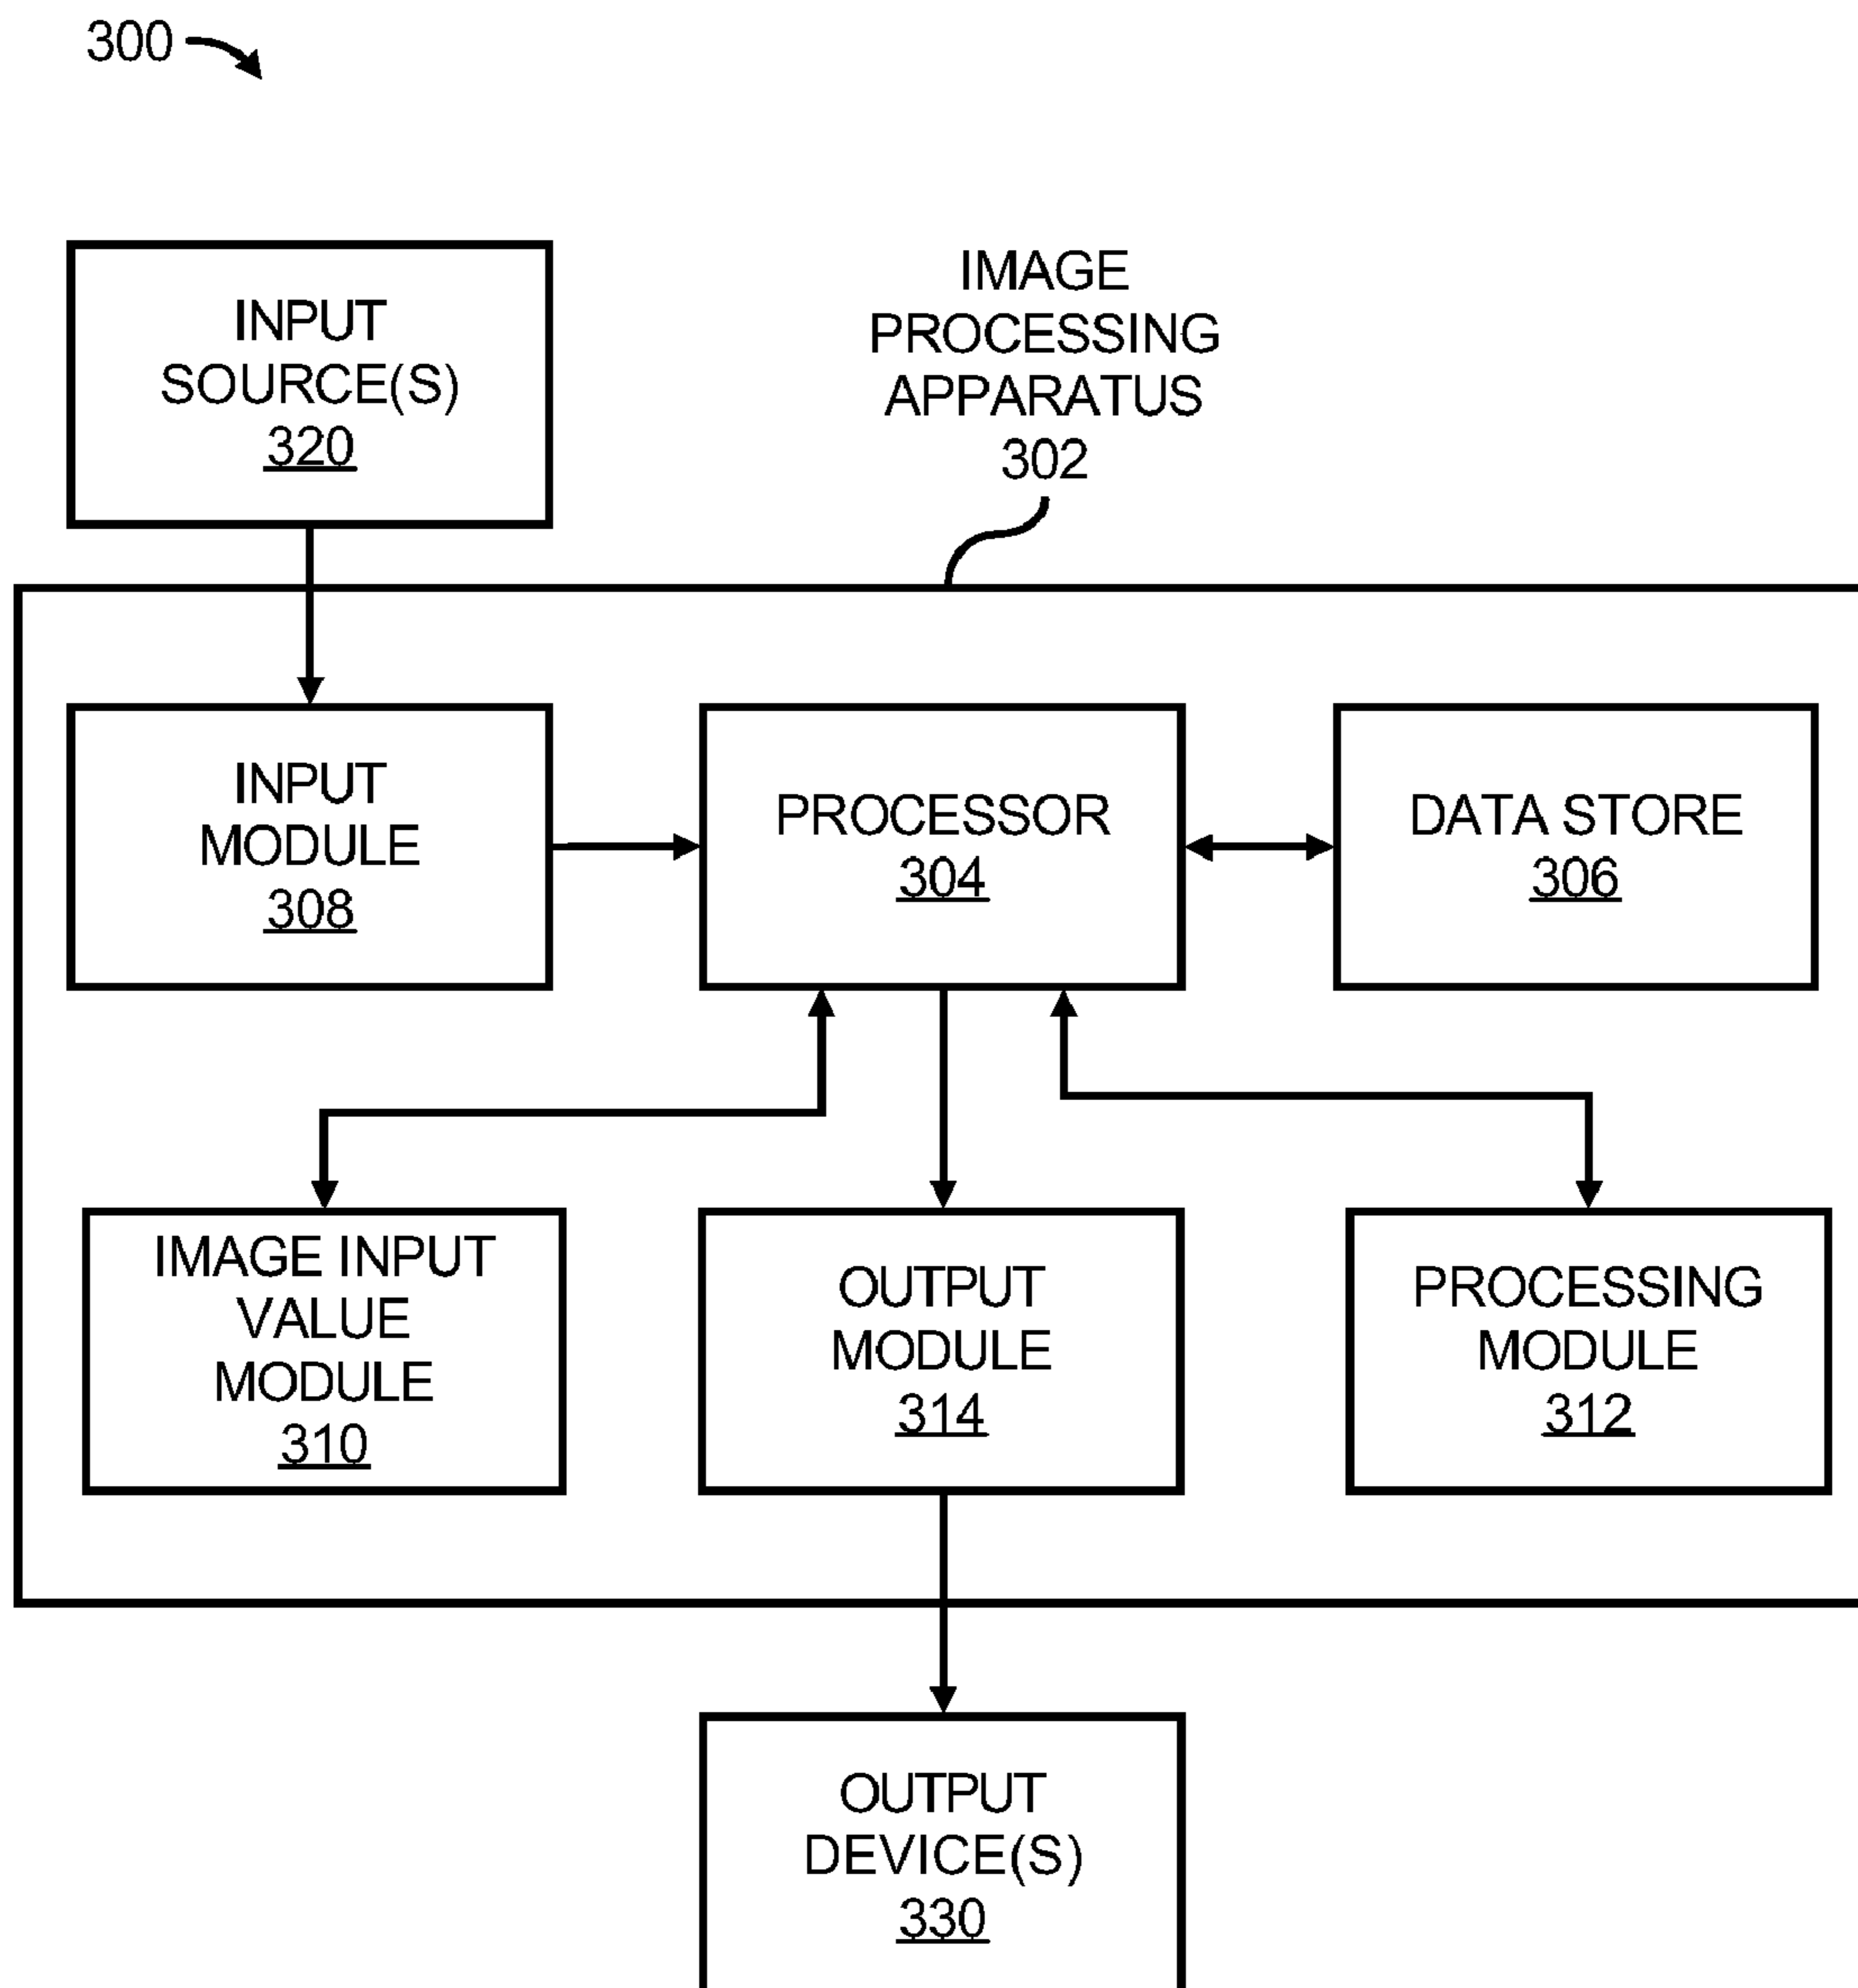 300
INPUT
SOURCE(S)
320
IMAGE
PROCESSING
APPARATUS
302
INPUT
MODULE
308
PROCESSOR
304
DATA STORE
306
IMAGE INPUT
VALUE
MODULE
310
OUTPUT
MODULE
314
PROCESSING
MODULE
312
OUTPUT
DEVICE(S)
330